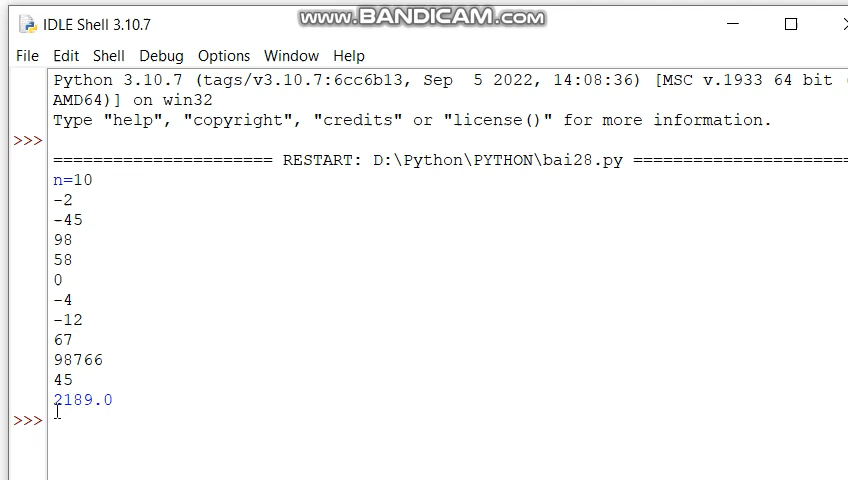 www.BANDICAM.com
IDLE Shell 3.10.7
File Edit Shell Debug Options Window Help
Python 3.10.7 (tags/v3.10.7:6cc6b13, Sep  5 2022, 14:08:36) [MSC v.1933 64 bit (
AMD64)] on win32
Type "help", "copyright", "credits" or "license()" for more information.
>>>
====================== RESTART: D:\Python\PYTHON\bai28.py ======================
n=10
-2
-45
98
58
0
-4
-12
67
98766
45
2189.0
>>>